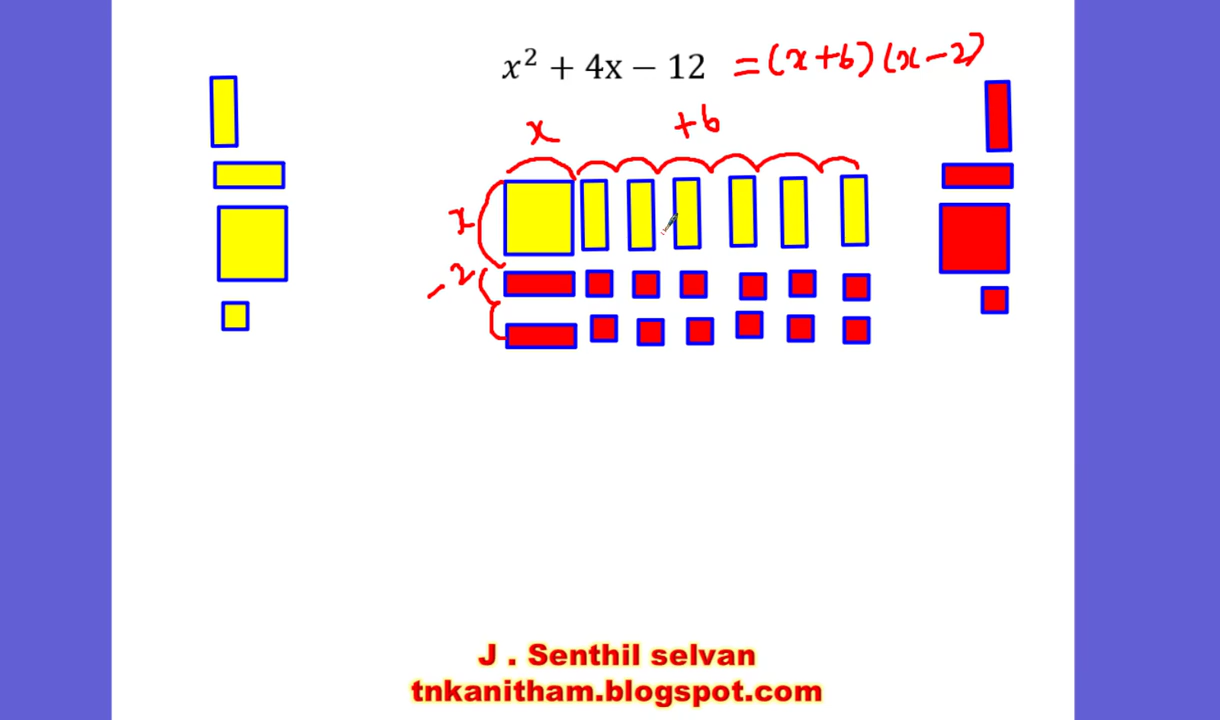 x² + 4x − 12 = (x+6)(x−2)
x +6
x
−2
J . Senthil selvan
tnkanitham.blogspot.com